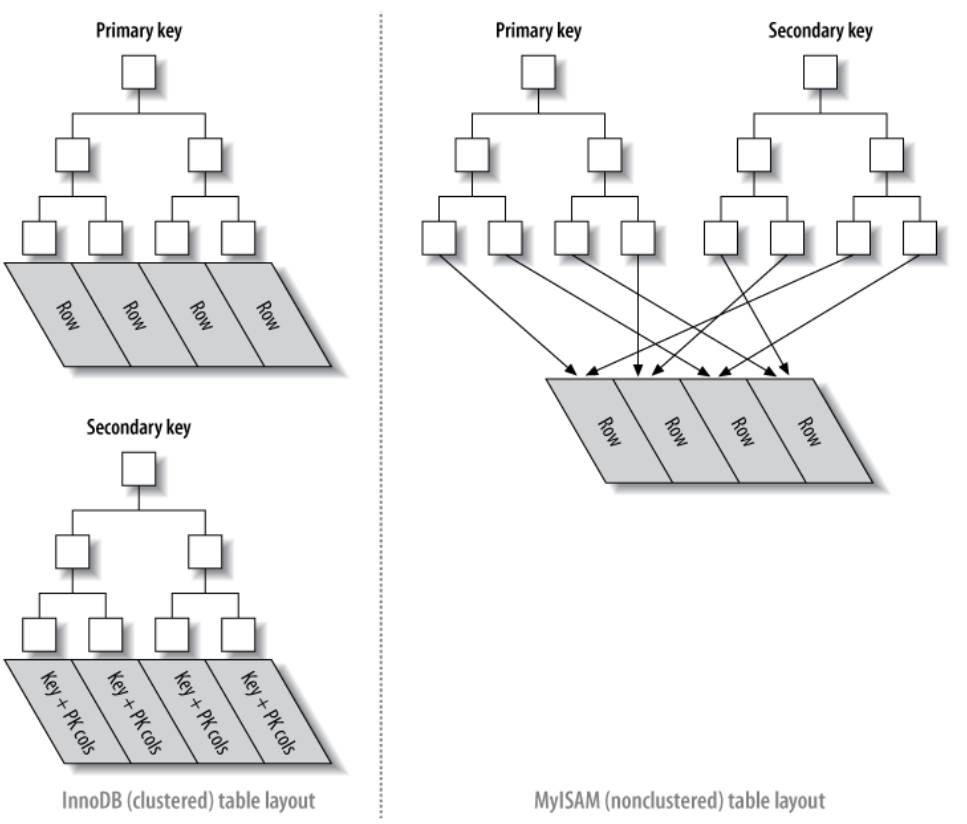 Primary key
Row
Row
Row
Row
Secondary key
Key + PK cols
Key + PK cols
Key + PK cols
Key + PK cols
InnoDB (clustered) table layout
Primary key
Secondary key
Row
Row
Row
Row
MyISAM (nonclustered) table layout